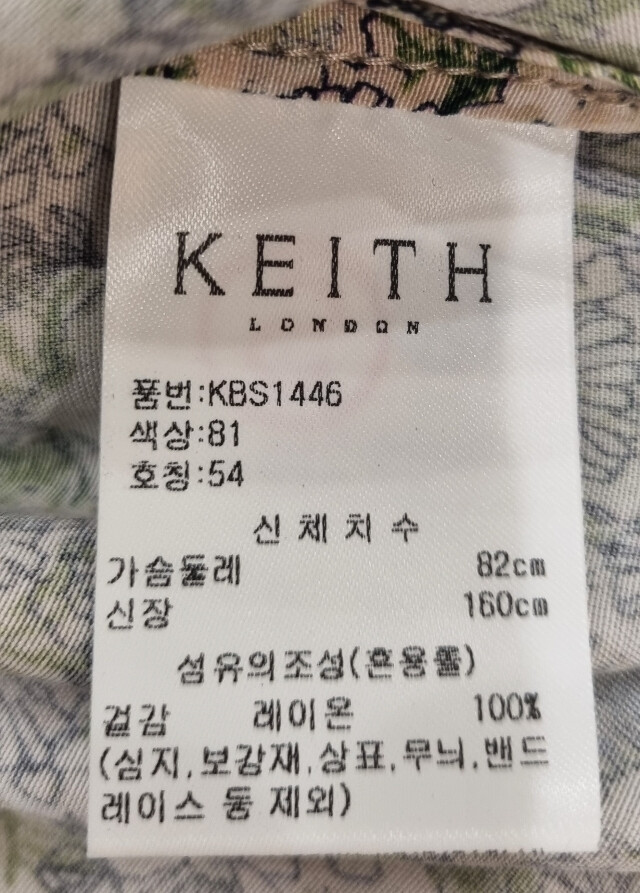 KEITH
LONDON
품번:KBS1446
색상:81
호칭:54
신체치수
가슴둘레 82cm
신장 160cm
섬유의조성(혼용률)
겉감 레이온 100%
(심지,보강재,상표,무늬,밴드
레이스 등 제외)